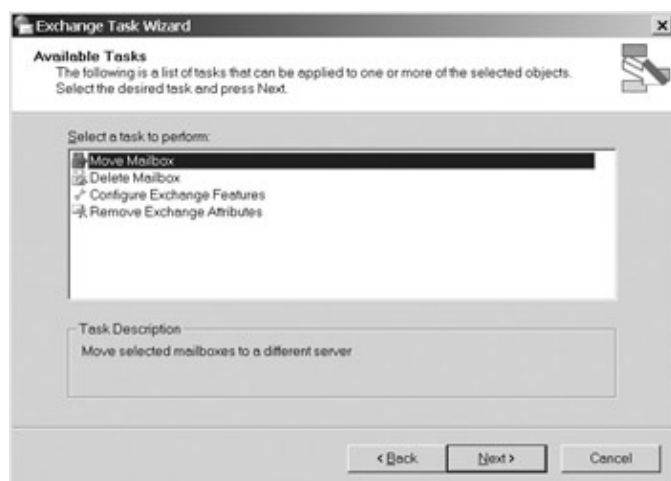 Exchange Task Wizard
Available Tasks
The following is a list of tasks that can be applied to one or more of the selected objects.
Select the desired task and press Next.
Select a task to perform:
Move Mailbox
Delete Mailbox
Configure Exchange Features
Remove Exchange Attributes
Task Description
Move selected mailboxes to a different server
< Back Next > Cancel